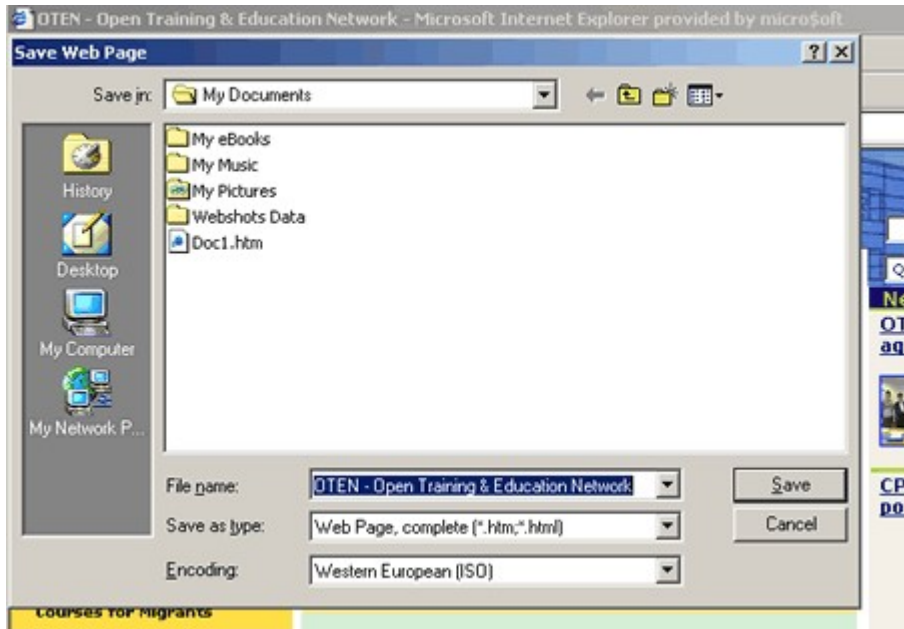 OTEN - Open Training & Education Network - Microsoft Internet Explorer provided by micro$oft
Save Web Page
Save in: My Documents
My eBooks
My Music
My Pictures
Webshots Data
Doc1.htm
History
Desktop
My Computer
My Network P...
File name: OTEN - Open Training & Education Network Save
Save as type: Web Page, complete (*.htm;*.html) Cancel
Encoding: Western European (ISO)
Q
Ne
OT
aq
CP
po
Courses for Migrants